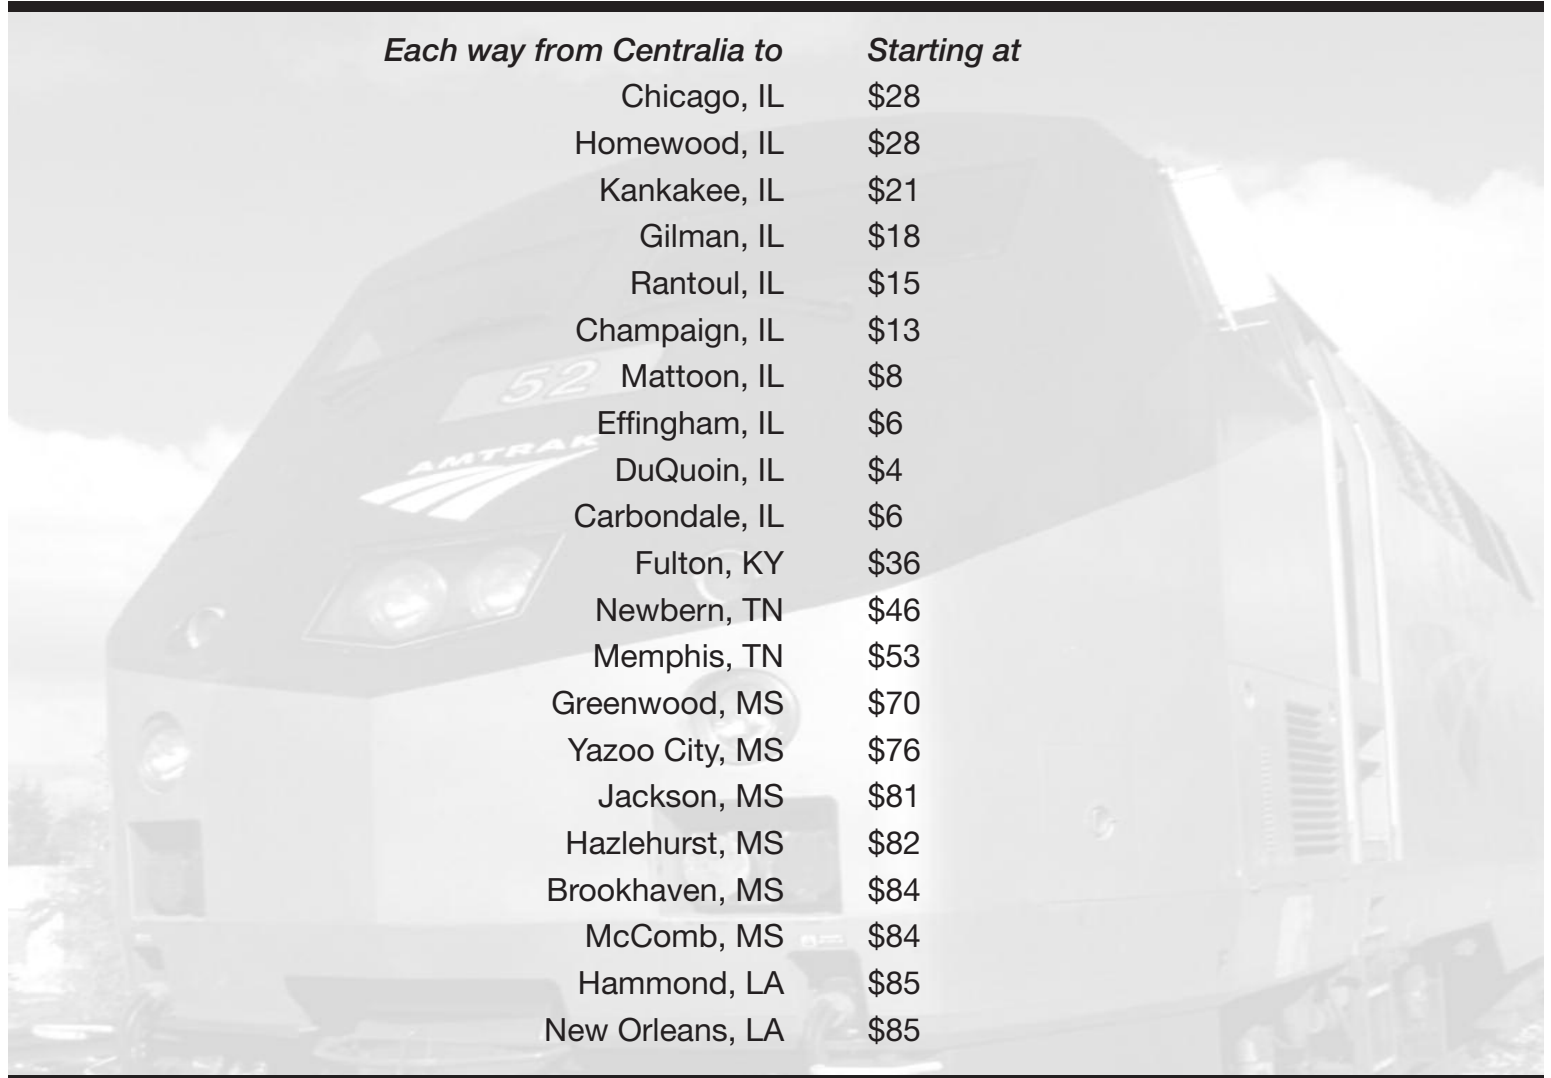 Each way from Centralia to Starting at
Chicago, IL $28
Homewood, IL $28
Kankakee, IL $21
Gilman, IL $18
Rantoul, IL $15
Champaign, IL $13
52
Mattoon, IL $8
Effingham, IL $6
AMTRAK
DuQuoin, IL $4
Carbondale, IL $6
Fulton, KY $36
Newbern, TN $46
Memphis, TN $53
Greenwood, MS $70
Yazoo City, MS $76
Jackson, MS $81
Hazlehurst, MS $82
Brookhaven, MS $84
McComb, MS $84
Hammond, LA $85
New Orleans, LA $85